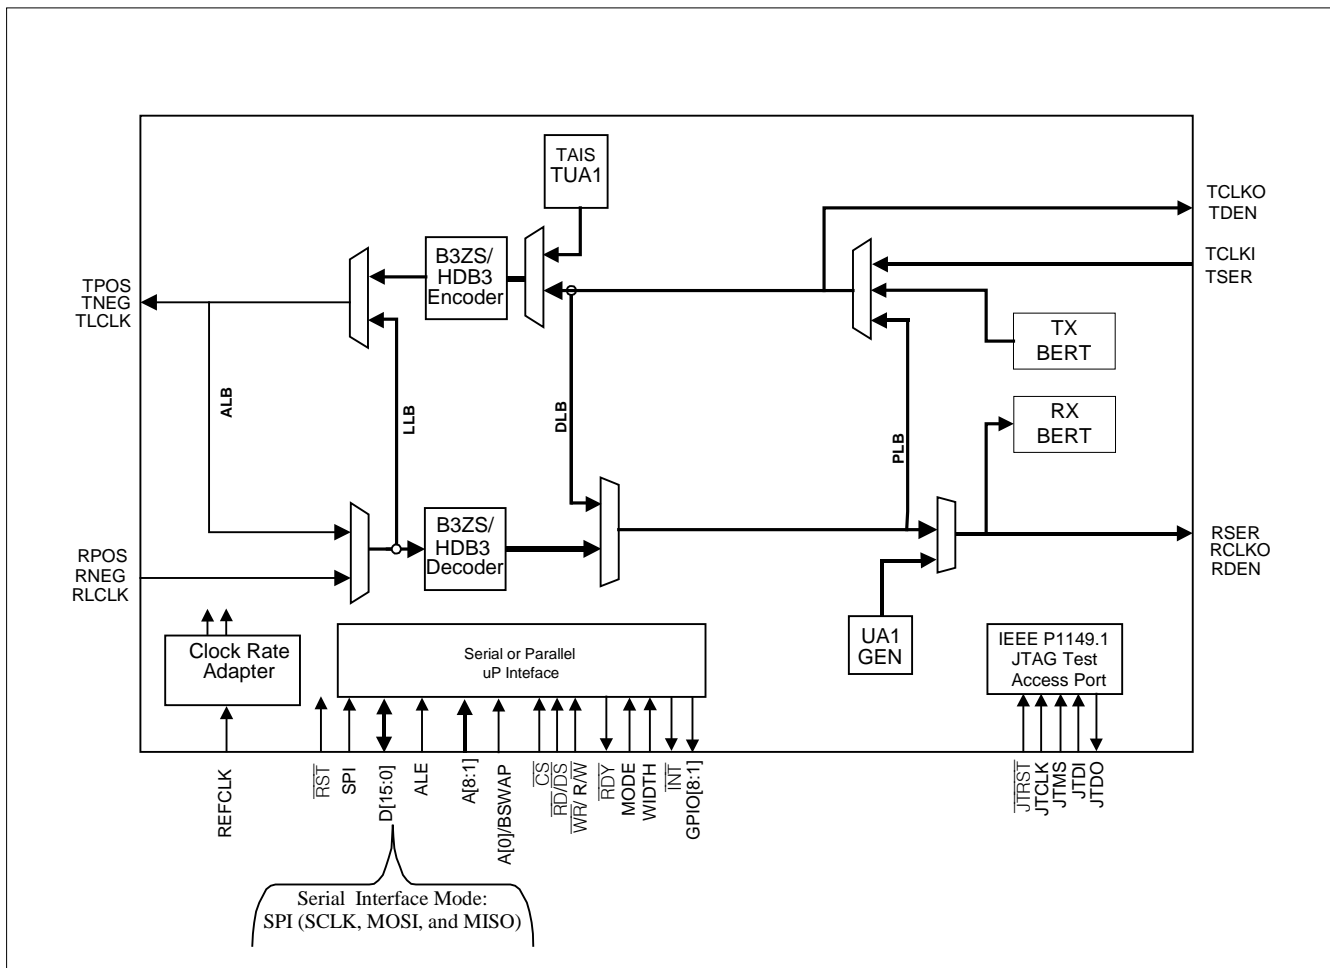 TAIS
TUA1
TCLKO
TDEN
B3ZS/
HDB3
Encoder
TCLKI
TSER
TPOS
TNEG
TLCLK
TX
BERT
ALB
LLB
DLB
PLB
RX
BERT
B3ZS/
HDB3
Decoder
RSER
RCLKO
RDEN
RPOS
RNEG
RLCLK
Clock Rate
Adapter
Serial or Parallel
uP Inteface
UA1
GEN
IEEE P1149.1
JTAG Test
Access Port
REFCLK
RST
SPI
D[15:0]
ALE
A[8:1]
A[0]/BSWAP
CS
RD/DS
WR/ R/W
RDY
MODE
WIDTH
INT
GPIO[8:1]
JTRST
JTCLK
JTMS
JTDI
JTDO
Serial Interface Mode:
SPI (SCLK, MOSI, and MISO)